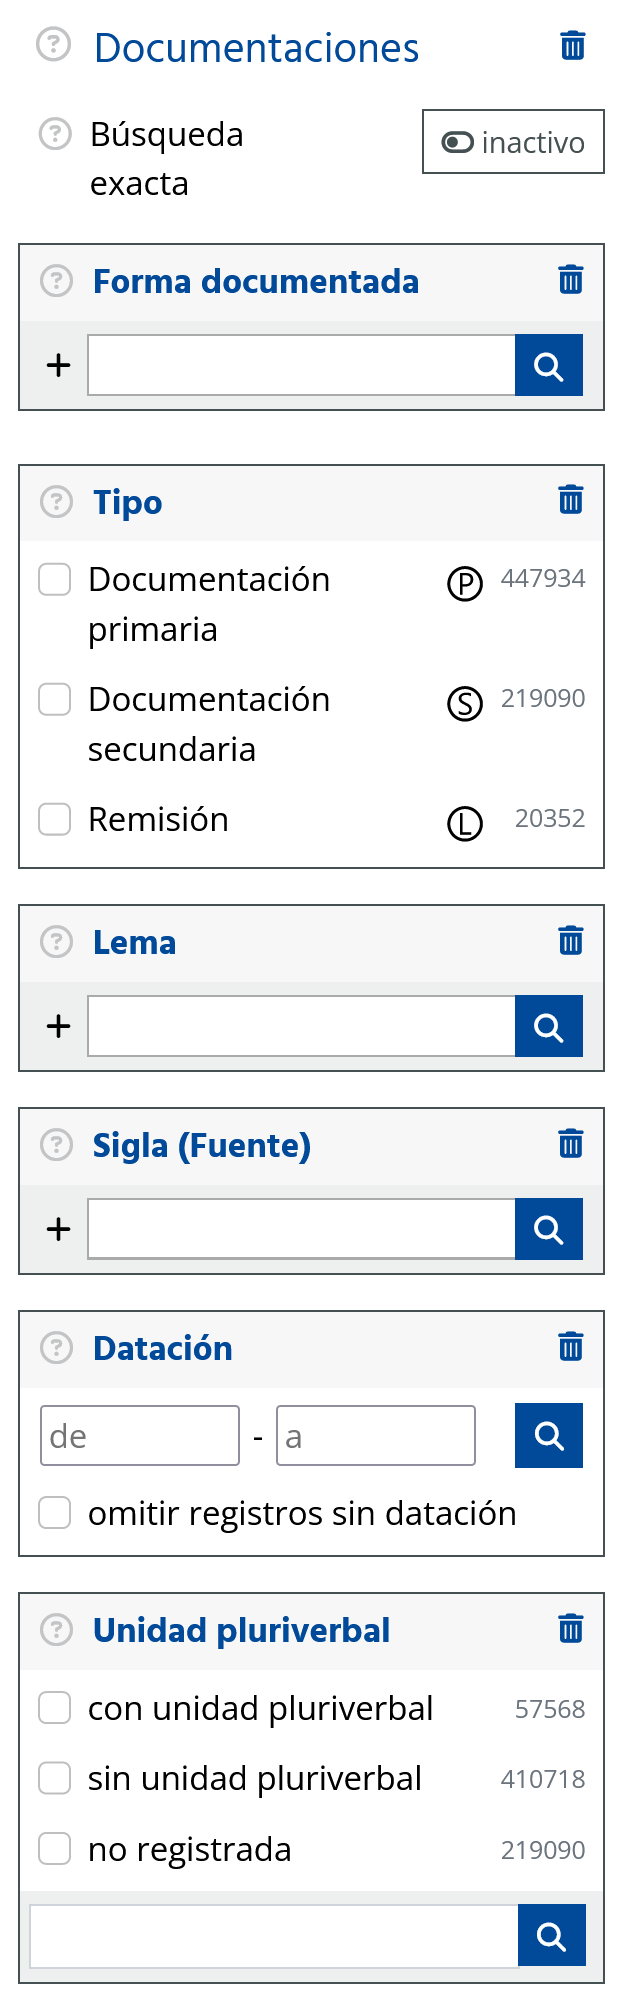 ? Documentaciones
? Búsqueda exacta
inactivo
? Forma documentada
+
? Tipo
Documentación primaria P 447934
Documentación secundaria S 219090
Remisión L 20352
? Lema
+
? Sigla (Fuente)
+
? Datación
de - a
omitir registros sin datación
? Unidad pluriverbal
con unidad pluriverbal 57568
sin unidad pluriverbal 410718
no registrada 219090